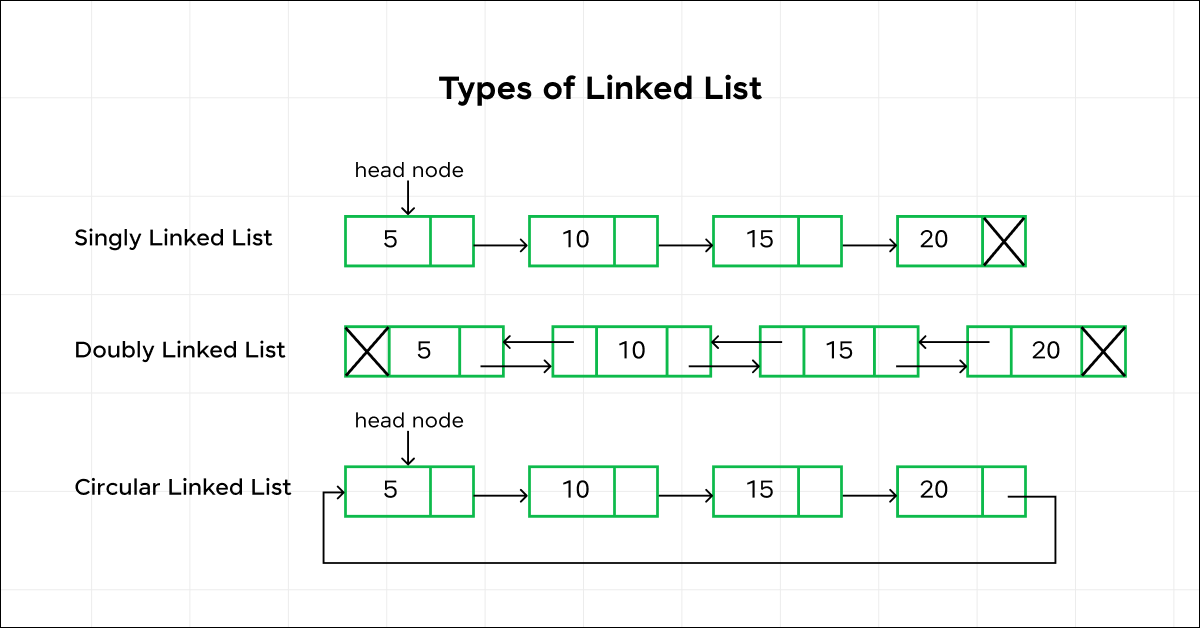 Types of Linked List
head node
Singly Linked List 5 10 15 20
Doubly Linked List 5 10 15 20
head node
Circular Linked List 5 10 15 20